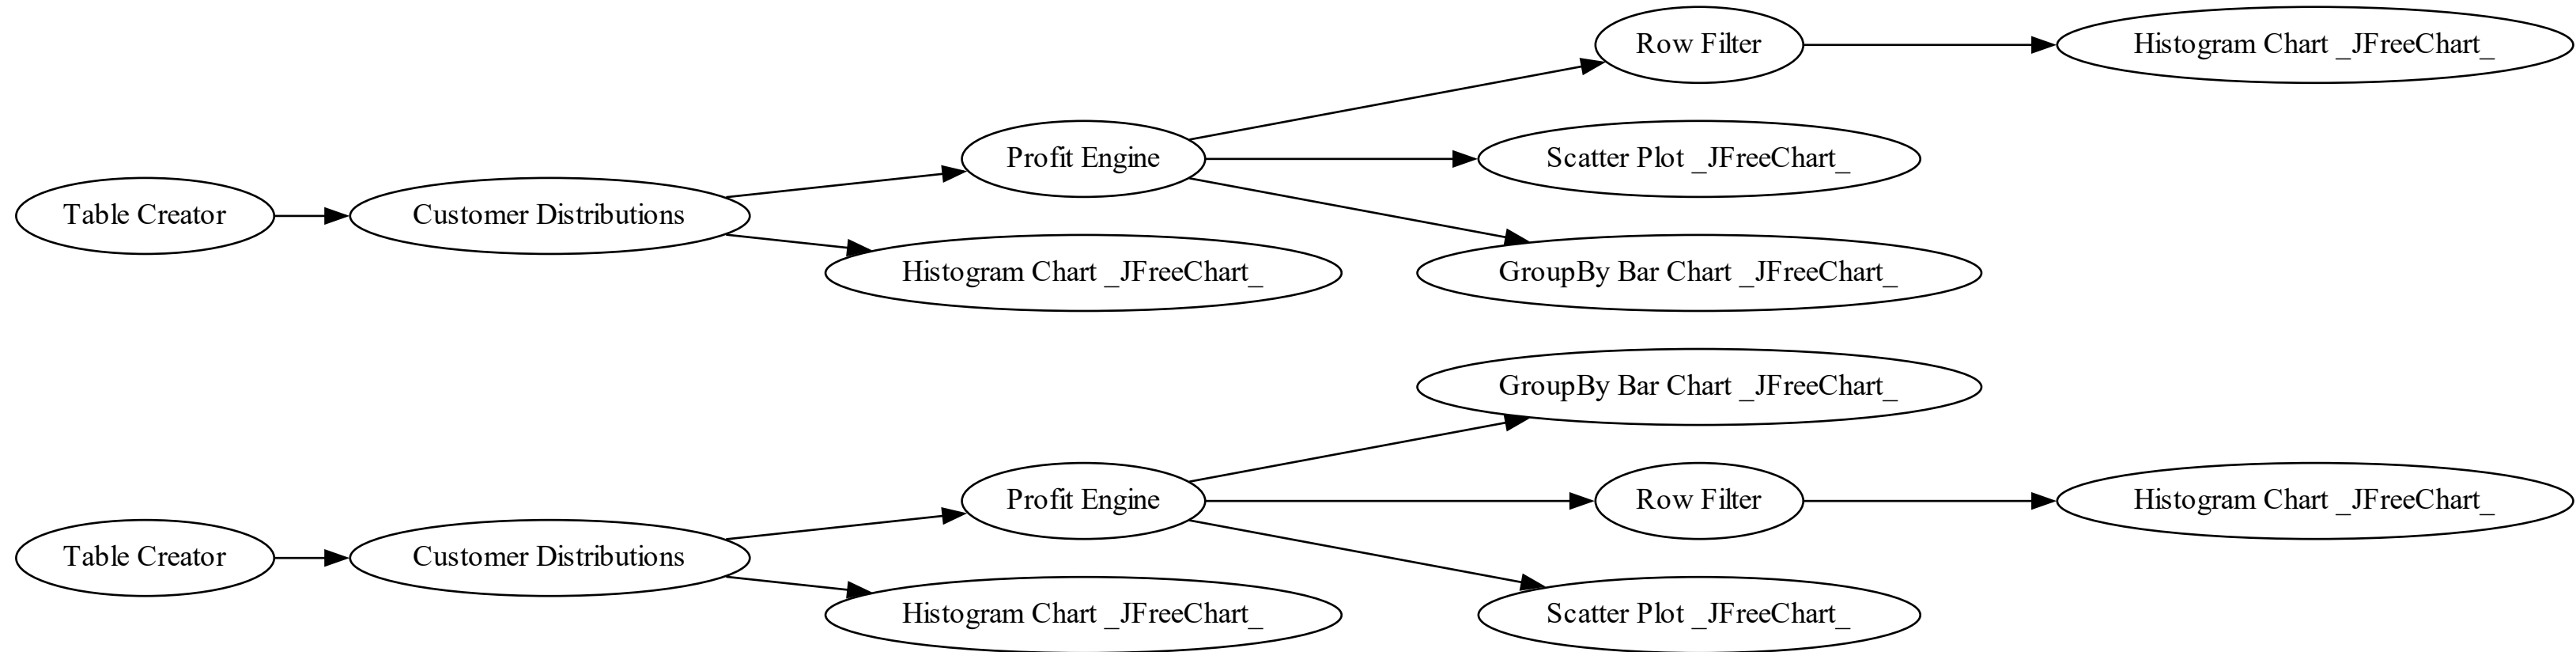 Row Filter
Histogram Chart _JFreeChart_
Profit Engine
Scatter Plot _JFreeChart_
Table Creator
Customer Distributions
Histogram Chart _JFreeChart_
GroupBy Bar Chart _JFreeChart_
GroupBy Bar Chart _JFreeChart_
Profit Engine
Row Filter
Histogram Chart _JFreeChart_
Table Creator
Customer Distributions
Histogram Chart _JFreeChart_
Scatter Plot _JFreeChart_